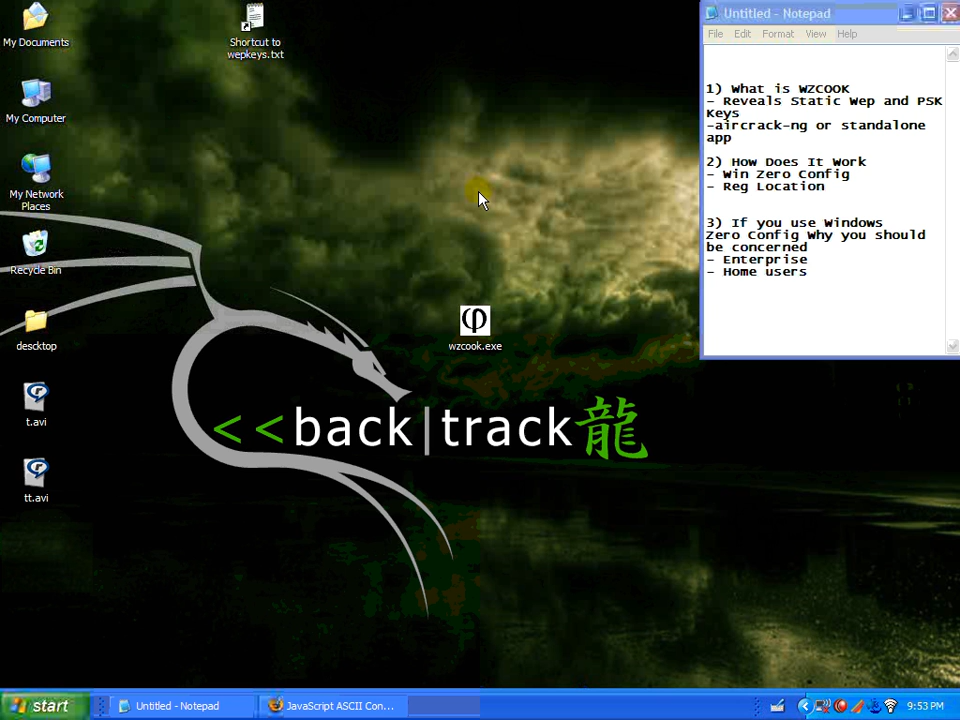 My Documents
My Computer
My Network
Places
Recycle Bin
descktop
t.avi
tt.avi
Shortcut to
wepkeys.txt
wzcook.exe
<<back|track龍
Untitled - Notepad
File Edit Format View Help
1) What is WZCOOK
- Reveals Static Wep and PSK
Keys
-aircrack-ng or standalone
app
2) How Does It Work
- Win Zero Config
- Reg Location
3) If you use Windows
Zero Config Why you should
be concerned
- Enterprise
- Home users
start
Untitled - Notepad
JavaScript ASCII Con...
9:53 PM